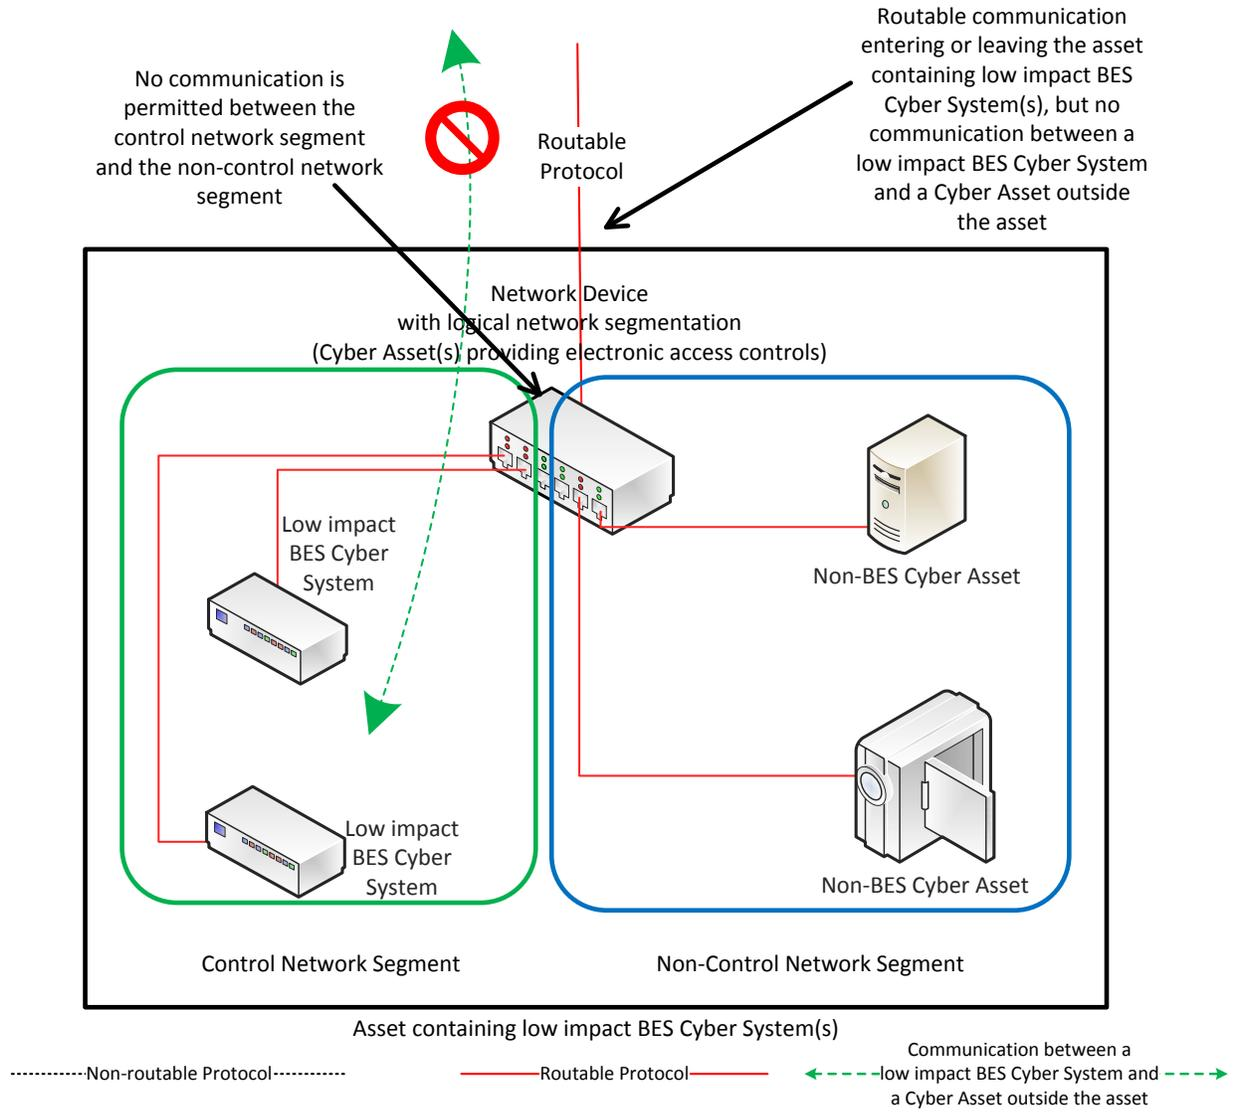 No communication is
permitted between the
control network segment
and the non-control network
segment
Routable
Protocol
Routable communication
entering or leaving the asset
containing low impact BES
Cyber System(s), but no
communication between a
low impact BES Cyber System
and a Cyber Asset outside
the asset
Network Device
with logical network segmentation
(Cyber Asset(s) providing electronic access controls)
Low impact
BES Cyber
System
Non-BES Cyber Asset
Low impact
BES Cyber
System
Non-BES Cyber Asset
Control Network Segment
Non-Control Network Segment
Asset containing low impact BES Cyber System(s)
Non-routable Protocol
Routable Protocol
Communication between a
low impact BES Cyber System and
a Cyber Asset outside the asset